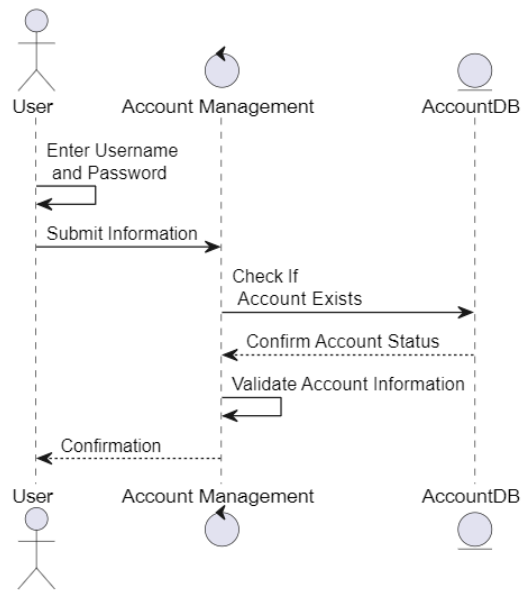 User
Account Management
AccountDB
Enter Username
and Password
Submit Information
Check If
Account Exists
Confirm Account Status
Validate Account Information
Confirmation
User
Account Management
AccountDB